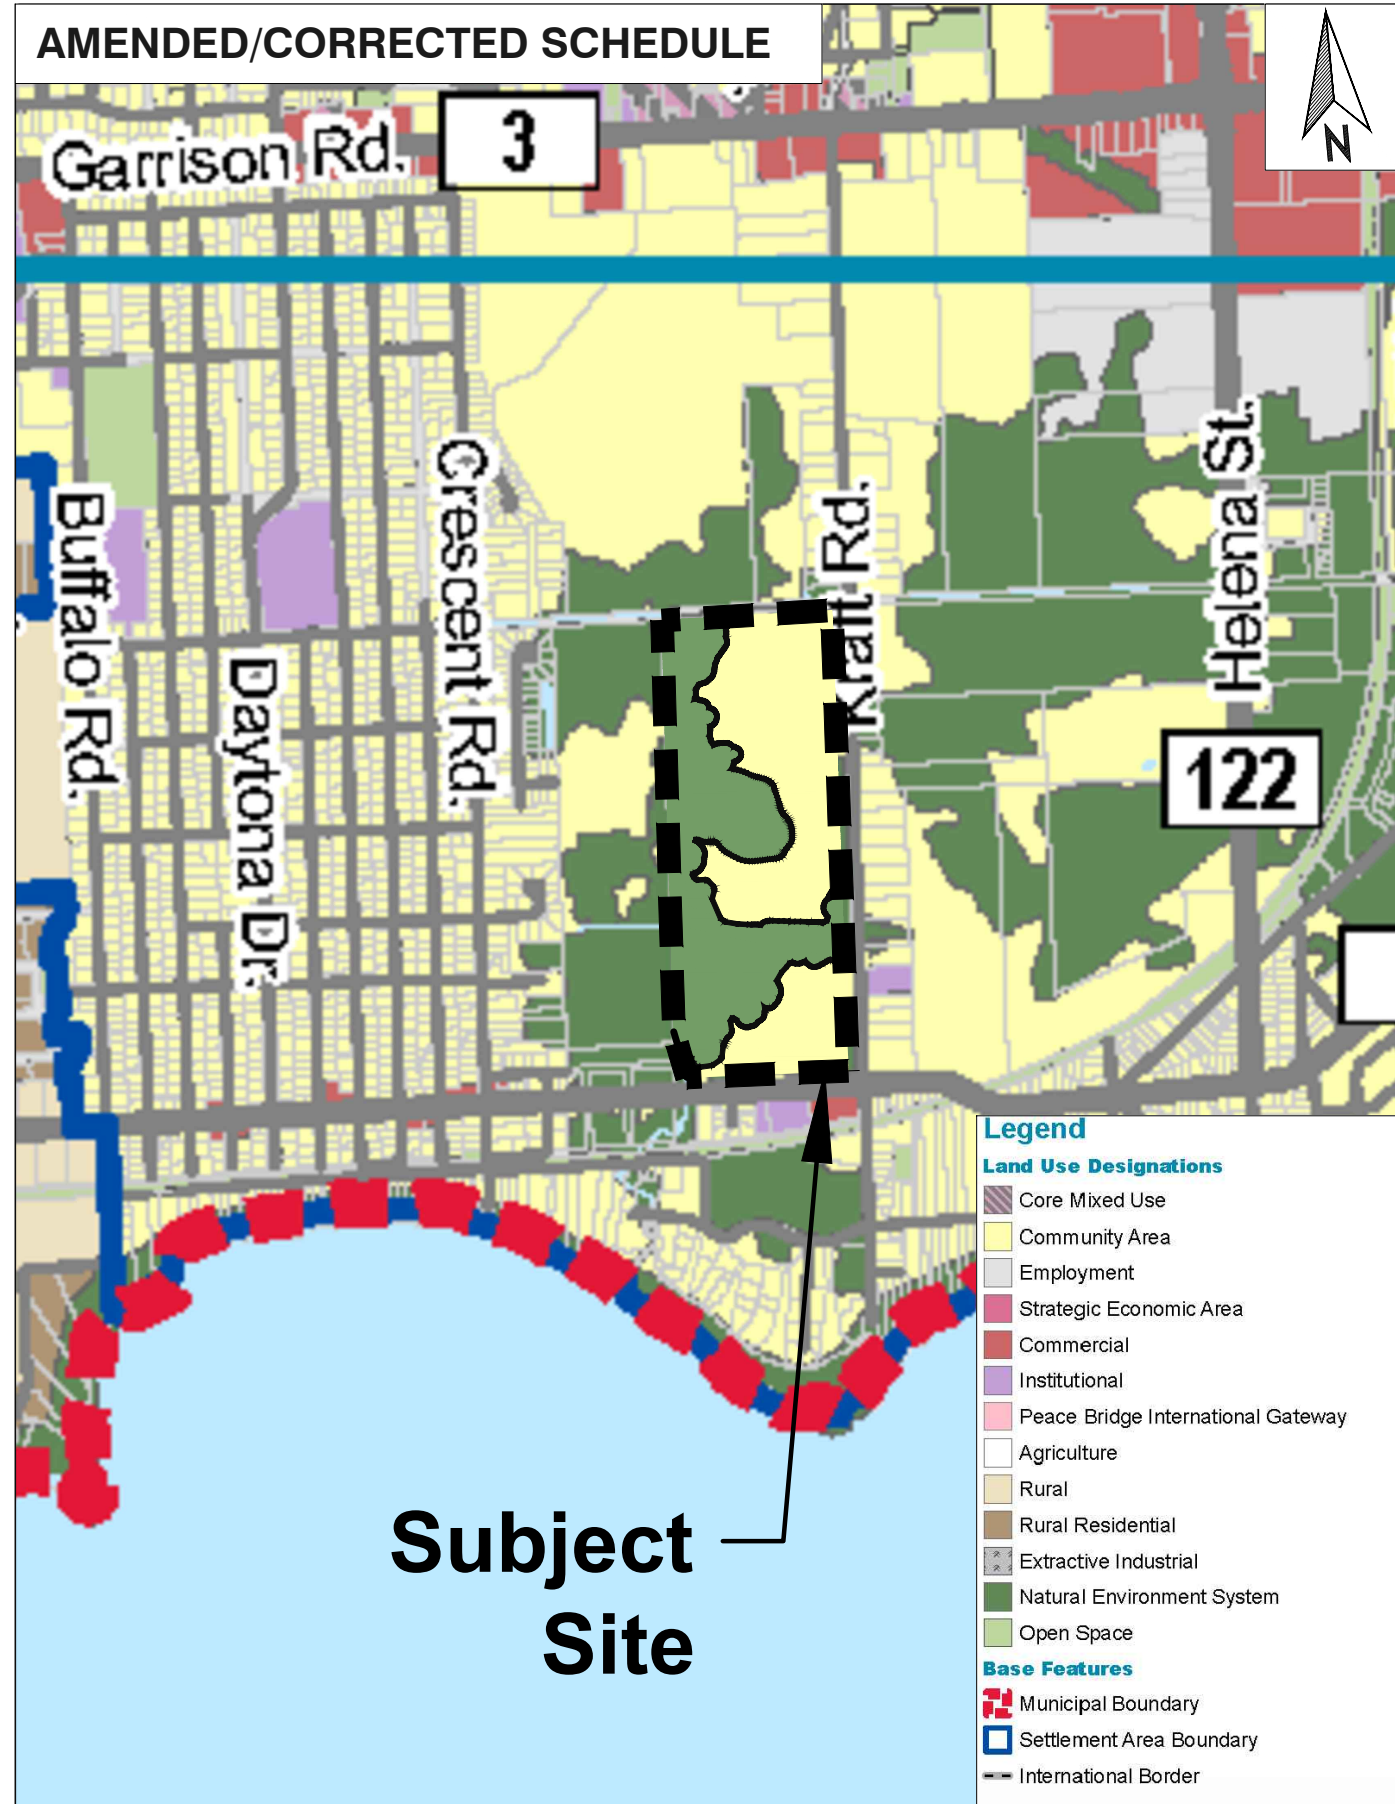 AMENDED/CORRECTED SCHEDULE
N
Garrison Rd.
3
Buffalo Rd.
Daytona Dr.
Crescent Rd.
Kraft Rd.
Kraft Rd.
Helena St.
122
Subject
Site
Legend
Land Use Designations
Core Mixed Use
Community Area
Employment
Strategic Economic Area
Commercial
Institutional
Peace Bridge International Gateway
Agriculture
Rural
Rural Residential
Extractive Industrial
Natural Environment System
Open Space
Base Features
Municipal Boundary
Settlement Area Boundary
International Border